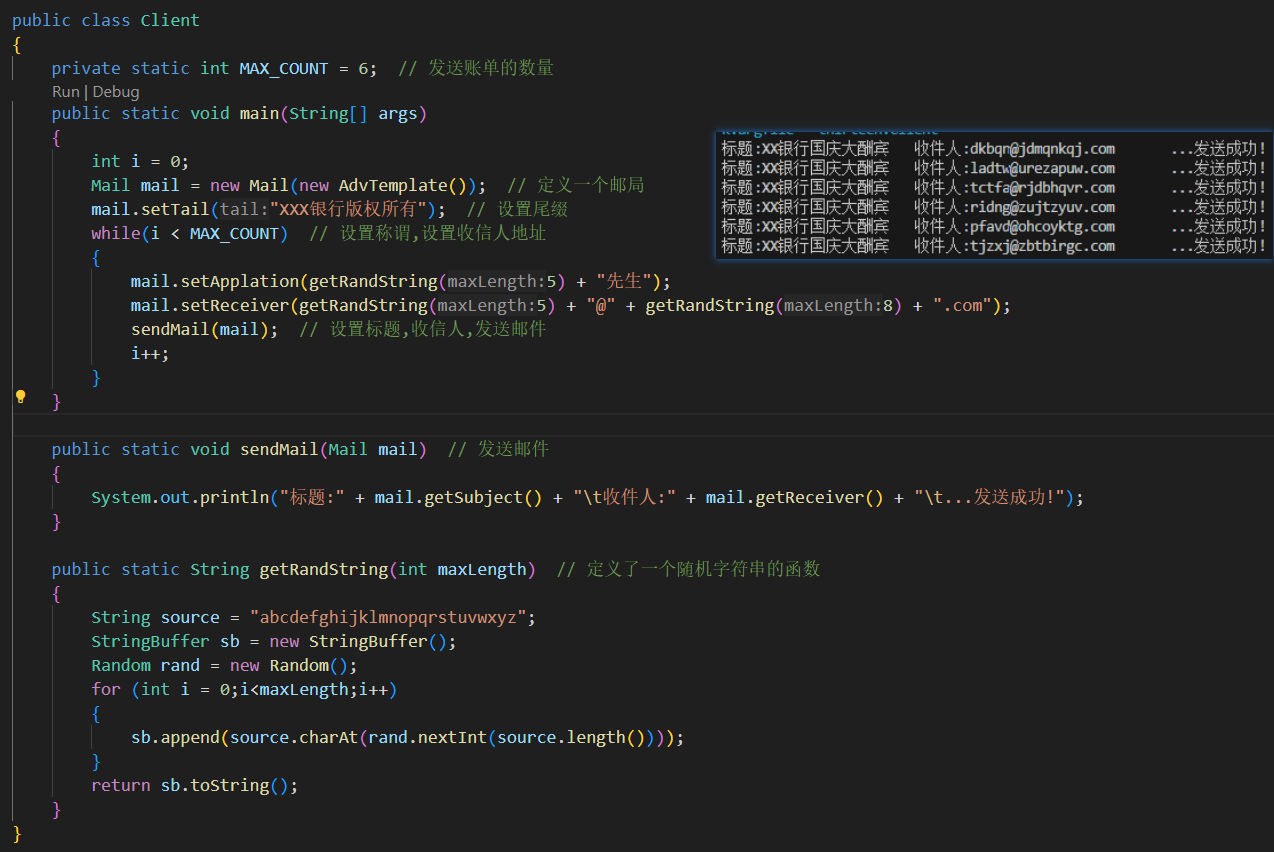 public class Client
{
    private static int MAX_COUNT = 6;  // 发送账单的数量
    Run | Debug
    public static void main(String[] args)
    {
        int i = 0;
        Mail mail = new Mail(new AdvTemplate());  // 定义一个邮局
        mail.setTail(tail:"XXX银行版权所有");  // 设置尾缀
        while(i < MAX_COUNT)  // 设置称谓,设置收信人地址
        {
            mail.setApplation(getRandString(maxLength:5) + "先生");
            mail.setReceiver(getRandString(maxLength:5) + "@" + getRandString(maxLength:8) + ".com");
            sendMail(mail);  // 设置标题,收信人,发送邮件
            i++;
        }
    }
    public static void sendMail(Mail mail)  // 发送邮件
    {
        System.out.println("标题:" + mail.getSubject() + "\t收件人:" + mail.getReceiver() + "\t...发送成功!");
    }
    public static String getRandString(int maxLength)  // 定义了一个随机字符串的函数
    {
        String source = "abcdefghijklmnopqrstuvwxyz";
        StringBuffer sb = new StringBuffer();
        Random rand = new Random();
        for (int i = 0;i<maxLength;i++)
        {
            sb.append(source.charAt(rand.nextInt(source.length())));
        }
        return sb.toString();
    }
}
标题:XX银行国庆大酬宾 收件人:dkbqn@jdmqnkqj.com ...发送成功!
标题:XX银行国庆大酬宾 收件人:ladtw@urezapuw.com ...发送成功!
标题:XX银行国庆大酬宾 收件人:tctfa@rjdbhqvr.com ...发送成功!
标题:XX银行国庆大酬宾 收件人:ridng@zujtzyuv.com ...发送成功!
标题:XX银行国庆大酬宾 收件人:pfavd@ohcoyktg.com ...发送成功!
标题:XX银行国庆大酬宾 收件人:tjzxj@zbtbirgc.com ...发送成功!